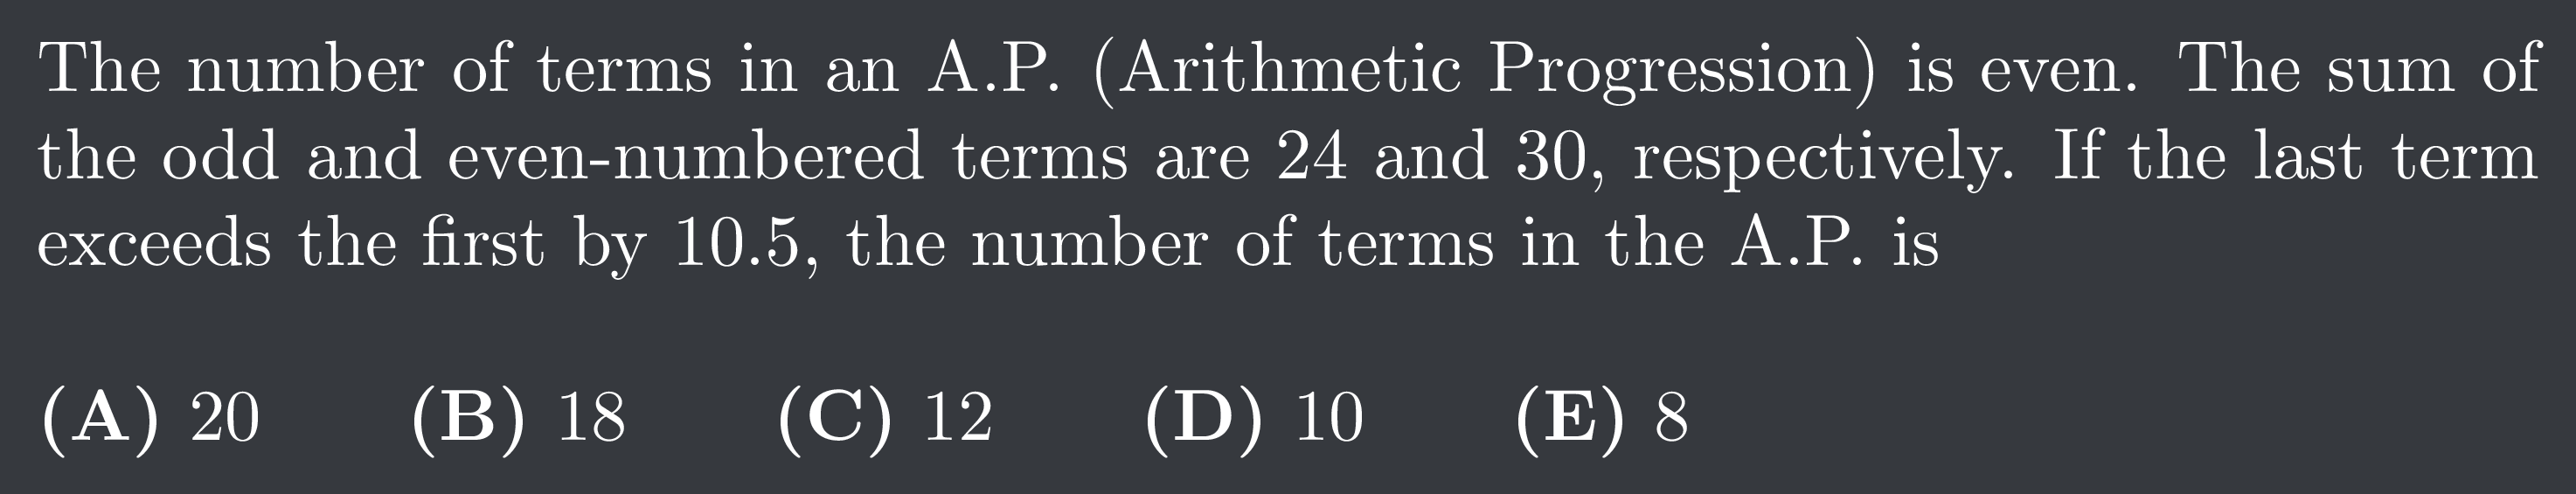 The number of terms in an A.P. (Arithmetic Progression) is even. The sum of
the odd and even-numbered terms are 24 and 30, respectively. If the last term
exceeds the first by 10.5, the number of terms in the A.P. is
(A) 20 (B) 18 (C) 12 (D) 10 (E) 8